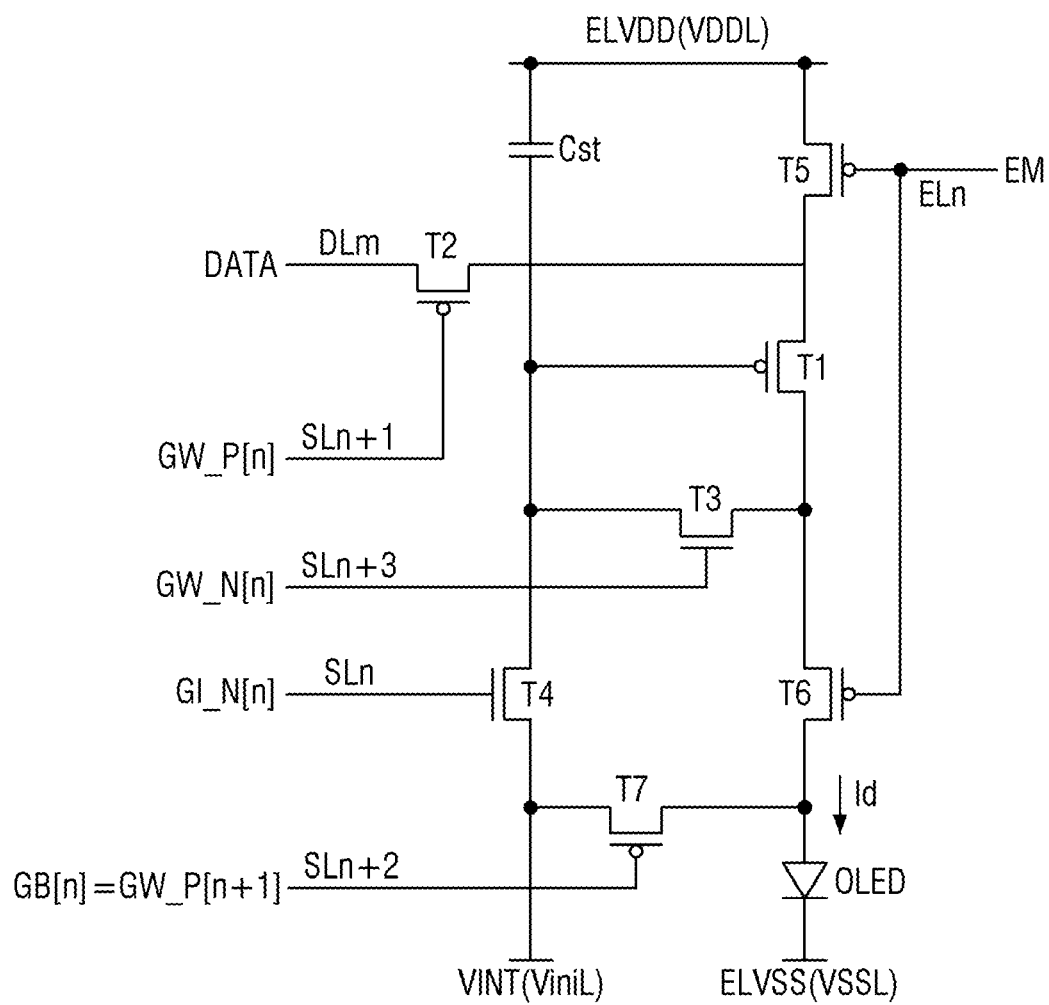 ELVDD(VDDL)
Cst
T5
EM
ELn
DATA
DLm
T2
T1
GW_P[n]
SLn+1
T3
GW_N[n]
SLn+3
GI_N[n]
SLn
T4
T6
T7
Id
GB[n]=GW_P[n+1]
SLn+2
OLED
VINT(ViniL)
ELVSS(VSSL)